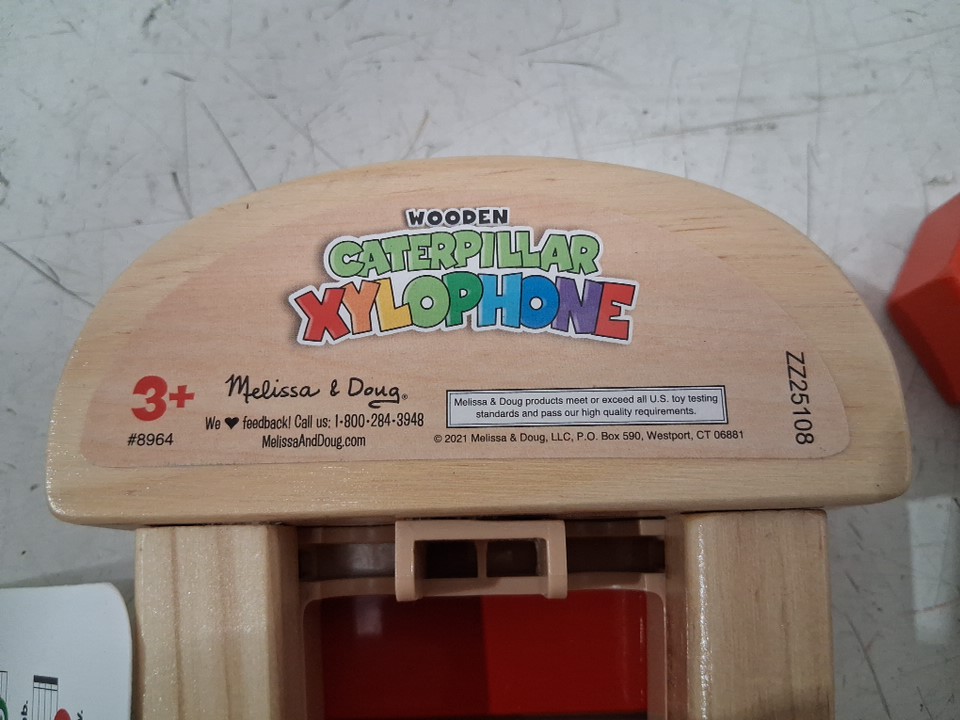 WOODEN
CATERPILLAR
XYLOPHONE
3+
#8964
Melissa & Doug®
We ♥ feedback! Call us: 1•800•284•3948
MelissaAndDoug.com
Melissa & Doug products meet or exceed all U.S. toy testing
standards and pass our high quality requirements.
© 2021 Melissa & Doug, LLC, P.O. Box 590, Westport, CT 06881
ZZ25108